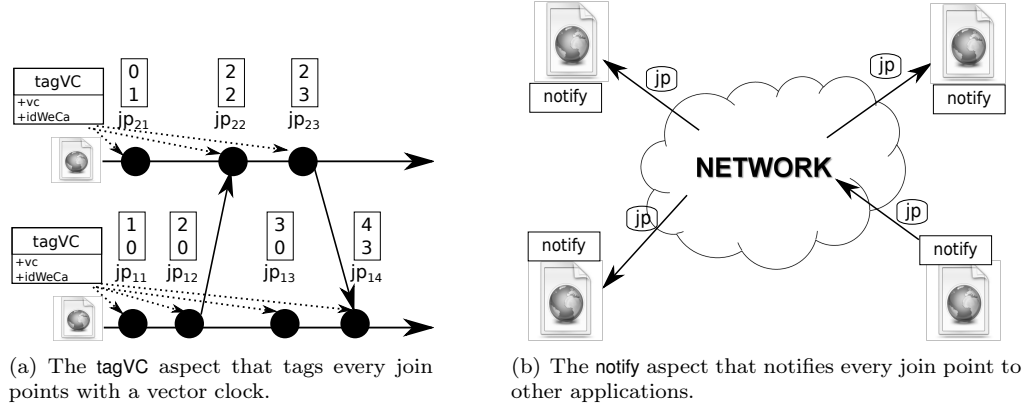 tagVC
+vc
+idWeCa
0
1
jp21
2
2
jp22
2
3
jp23
tagVC
+vc
+idWeCa
1
0
jp11
2
0
jp12
3
0
jp13
4
3
jp14
(a) The tagVC aspect that tags every join
points with a vector clock.
notify
jp
jp
notify
NETWORK
jp
jp
notify
notify
(b) The notify aspect that notifies every join point to
other applications.